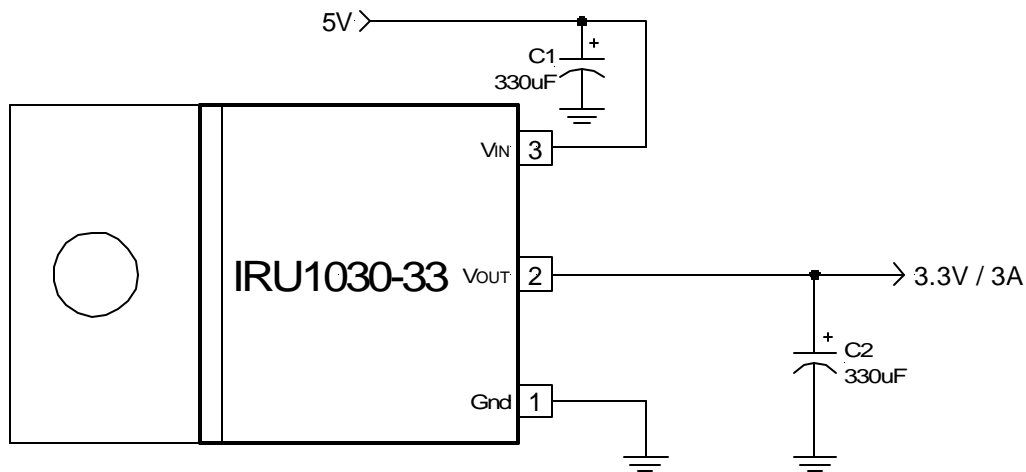 5V
+
C1
330uF
VIN 3
IRU1030-33
VOUT 2
3.3V / 3A
+
C2
330uF
Gnd 1